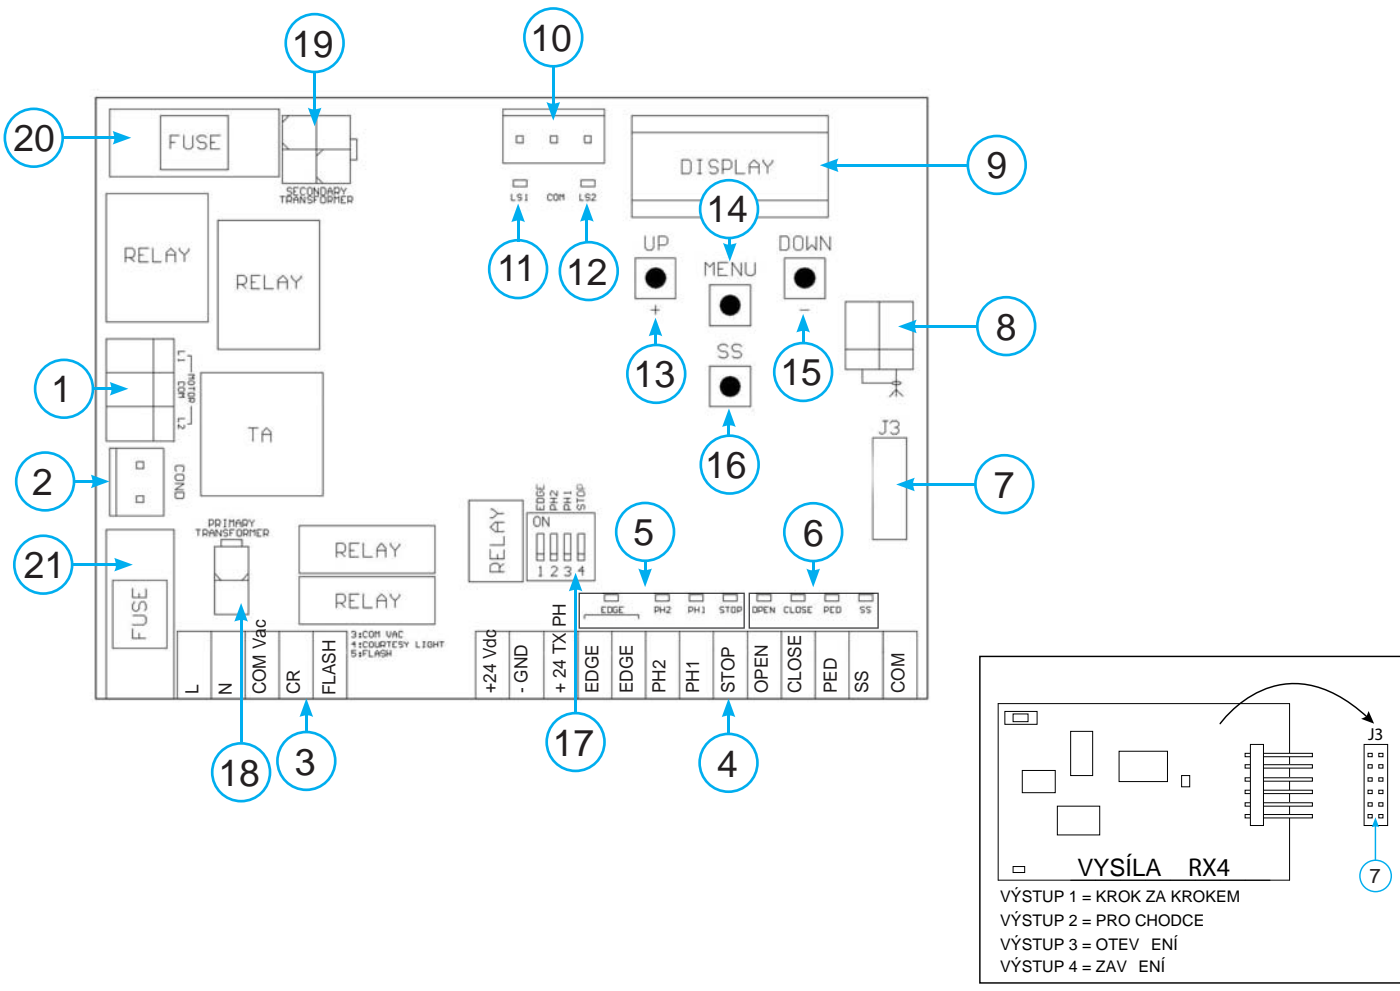 19
10
20
FUSE
SECONDARY
TRANSFORMER
LS1 COM LS2
DISPLAY
9
14
11
12
UP
MENU
DOWN
+
-
RELAY
RELAY
13
15
8
SS
1
L1
COM
L2
MOTOP
TA
16
J3
7
2
COND
PRIMARY
TRANSFORMER
EDGE
PH2
PH1
STOP
ON
1 2 3 4
RELAY
RELAY
RELAY
5
6
21
FUSE
EDGE PH2 PH1 STOP
OPEN CLOSE PED SS
3:COM VAC
4:COURTESY LIGHT
5:FLASH
L
N
COM Vac
CR
FLASH
+24 Vdc
- GND
+ 24 TX PH
EDGE
EDGE
PH2
PH1
STOP
OPEN
CLOSE
PED
SS
COM
18
3
17
4
J3
7
VYSÍLA RX4
VÝSTUP 1 = KROK ZA KROKEM
VÝSTUP 2 = PRO CHODCE
VÝSTUP 3 = OTEV ENÍ
VÝSTUP 4 = ZAV ENÍ